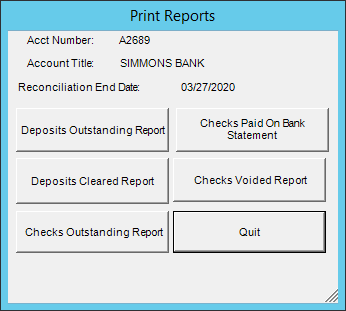 Print Reports
Acct Number: A2689
Account Title: SIMMONS BANK
Reconciliation End Date: 03/27/2020
Deposits Outstanding Report
Checks Paid On Bank
Statement
Deposits Cleared Report
Checks Voided Report
Checks Outstanding Report
Quit